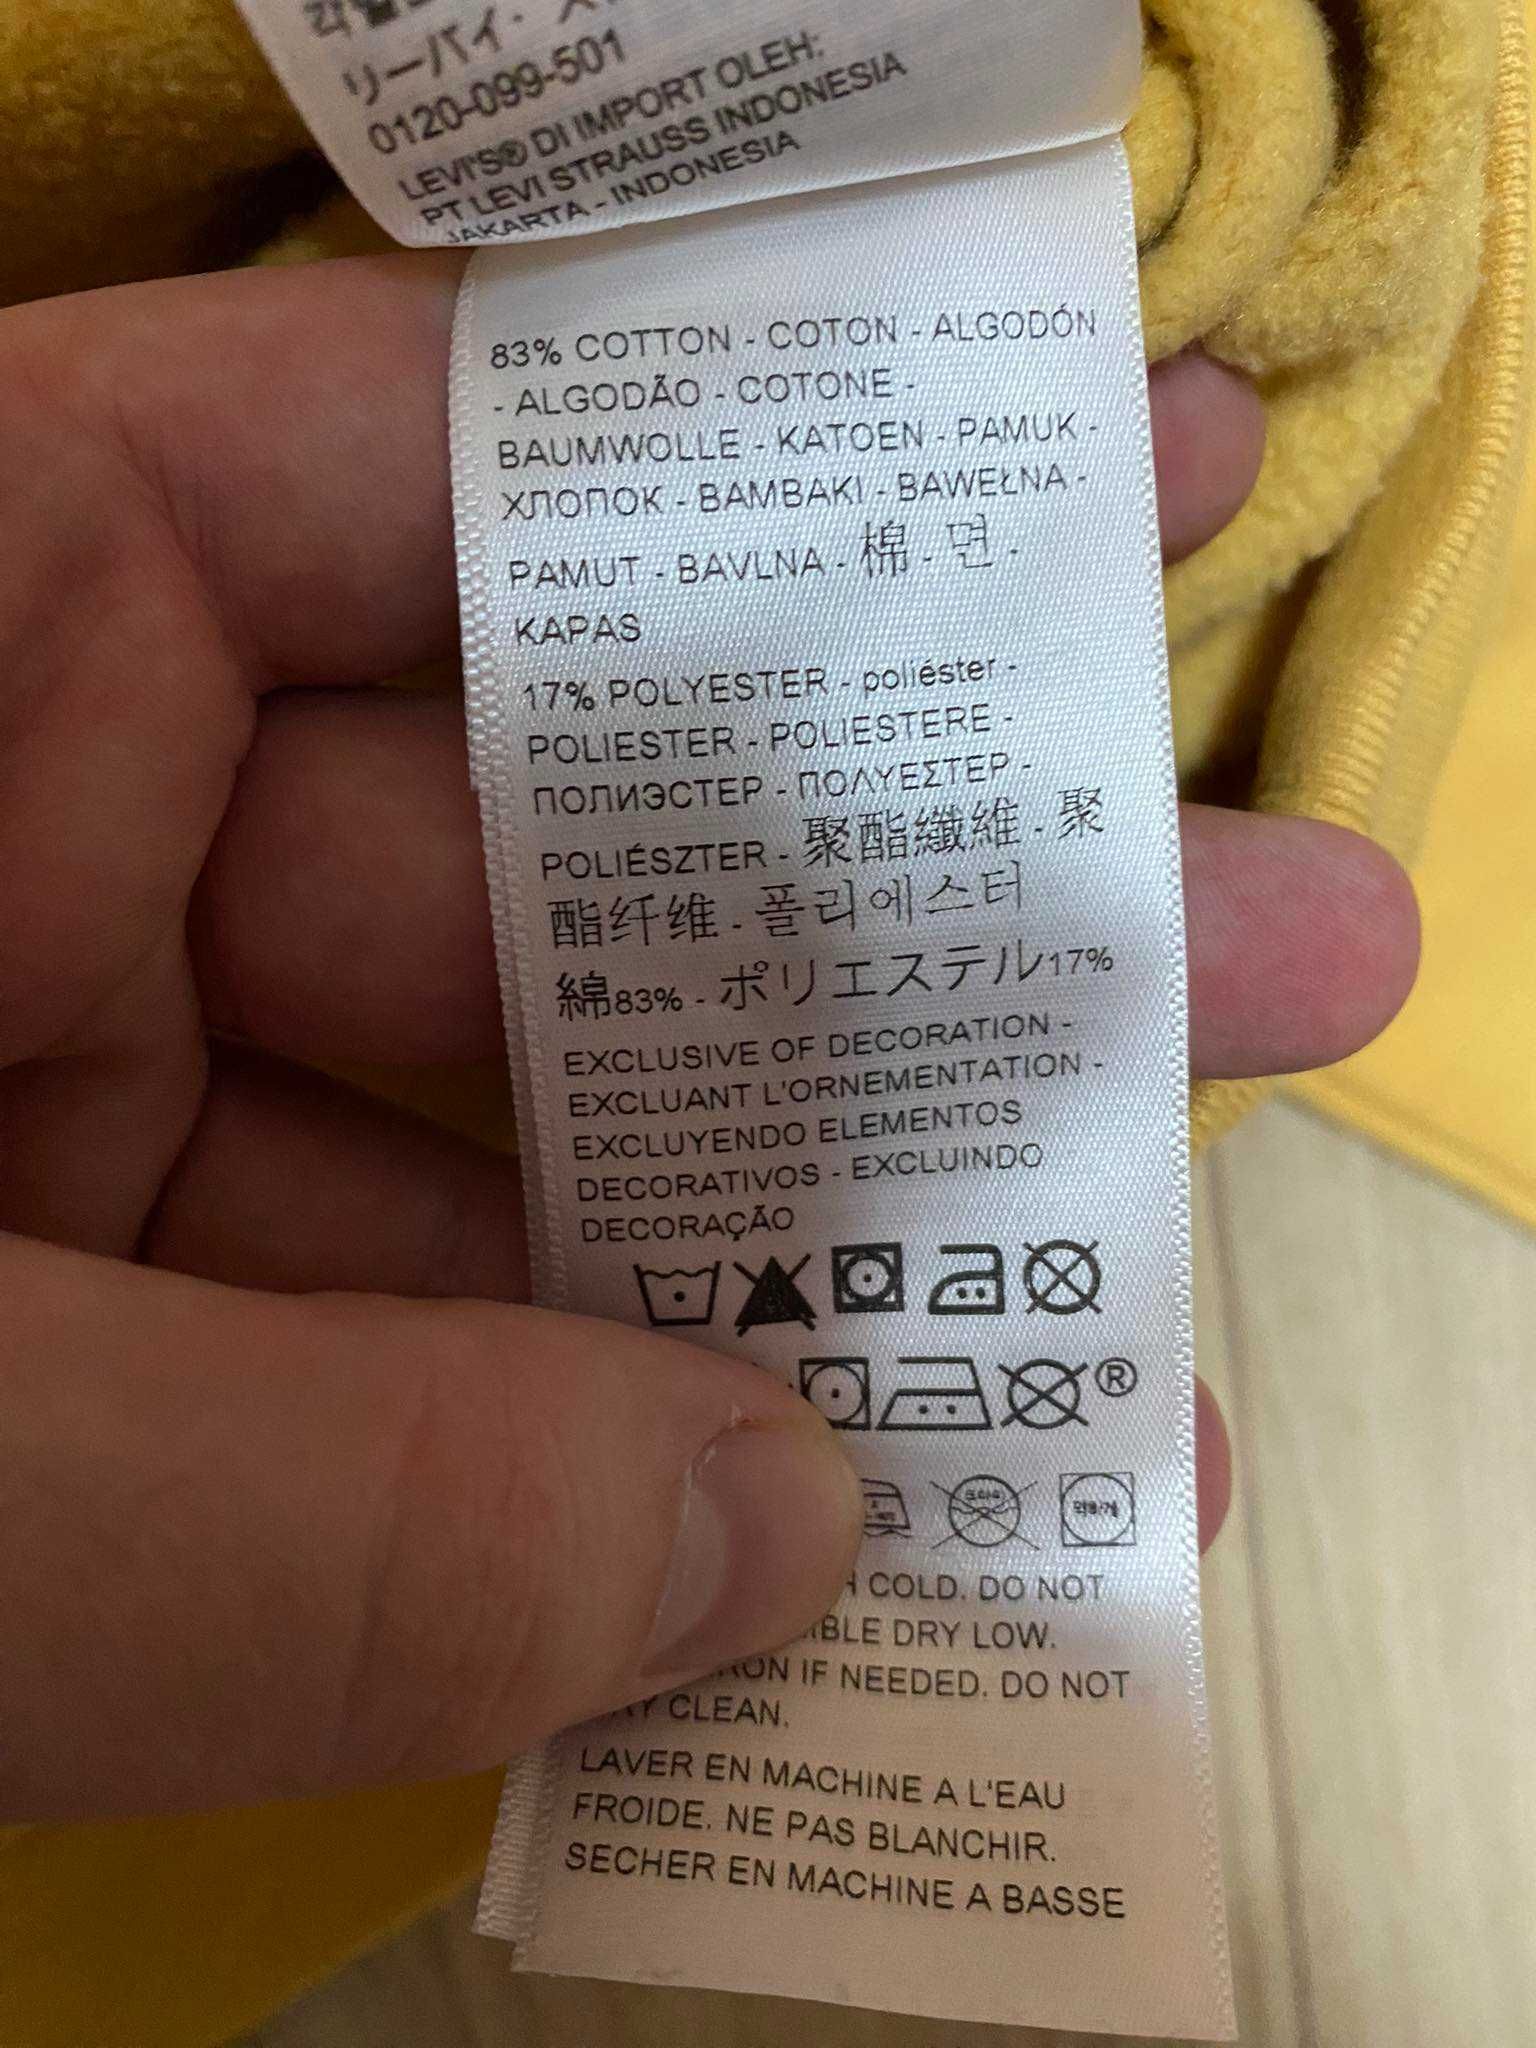 リーバイ・
0120-099-501
LEVI'S® DI IMPORT OLEH:
PT LEVI STRAUSS INDONESIA
JAKARTA - INDONESIA
83% COTTON - COTON - ALGODÓN
- ALGODÃO - COTONE -
BAUMWOLLE - KATOEN - PAMUK -
ХЛОПОК - BAMBAKI - BAWEŁNA -
PAMUT - BAVLNA - 棉 - 면 -
KAPAS
17% POLYESTER - poliéster -
POLIESTER - POLIESTERE -
ПОЛИЭСТЕР - ΠΟΛΥΕΣΤΕΡ -
POLIÉSZTER - 聚酯纖維 - 聚
酯纤维 - 폴리에스터
綿83% - ポリエステル17%
EXCLUSIVE OF DECORATION -
EXCLUANT L'ORNEMENTATION -
EXCLUYENDO ELEMENTOS
DECORATIVOS - EXCLUINDO
DECORAÇÃO
®
COLD. DO NOT
DRY LOW.
IF NEEDED. DO NOT
CLEAN.
LAVER EN MACHINE A L'EAU
FROIDE. NE PAS BLANCHIR.
SECHER EN MACHINE A BASSE